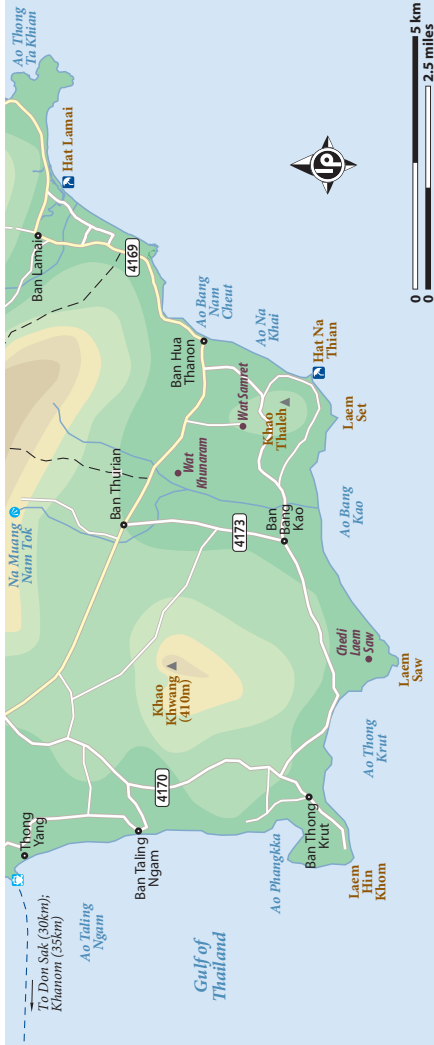 To Don Sak (30km);
Khanom (35km)
Thong
Yang
Ao Taling
Ngam
Ban Taling
Ngam
4170
Gulf of
Thailand
Ao Phangkka
Ban Thong
Krut
Laem
Hin
Khom
Khao
Khwang
(410m)
Ao Thong
Krut
Chedi
Laem
Saw
Laem
Saw
Na Muang
Nam Tok
Ban Thurian
4173
Ban
Bang
Kao
Ao Bang
Kao
Wat
Khunaram
Wat Samret
Khao
Thaleh
Laem
Set
Hat Na
Thian
Ban Hua
Thanon
Ao Bang
Nam
Cheut
Ao Na
Khai
Ban Lamai
4169
Hat Lamai
Ao Thong
Ta Khian
lp
0
5 km
0
2.5 miles